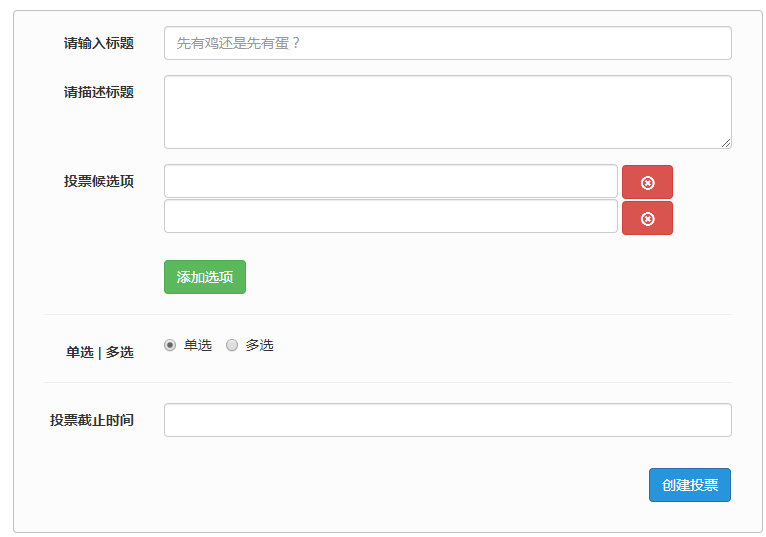 请输入标题 先有鸡还是先有蛋？
请描述标题
投票候选项
添加选项
单选 | 多选 单选 多选
投票截止时间
创建投票